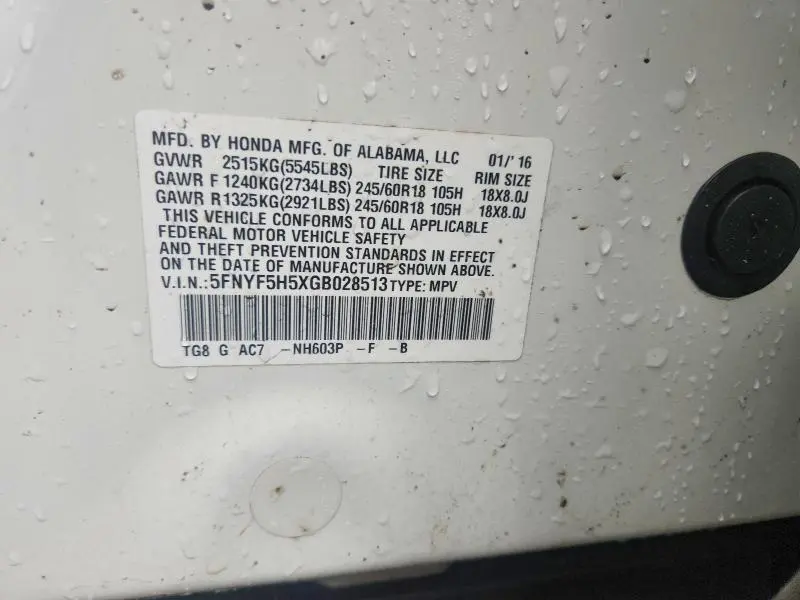 MFD. BY HONDA MFG. OF ALABAMA, LLC 01/'16
GVWR 2515KG(5545LBS) TIRE SIZE RIM SIZE
GAWR F 1240KG(2734LBS) 245/60R18 105H 18X8.0J
GAWR R 1325KG(2921LBS) 245/60R18 105H 18X8.0J
THIS VEHICLE CONFORMS TO ALL APPLICABLE
FEDERAL MOTOR VEHICLE SAFETY
AND THEFT PREVENTION STANDARDS IN EFFECT
ON THE DATE OF MANUFACTURE SHOWN ABOVE.
V.I.N.: 5FNYF5H5XGB028513 TYPE: MPV
TG8 G AC7 -NH603P -F -B